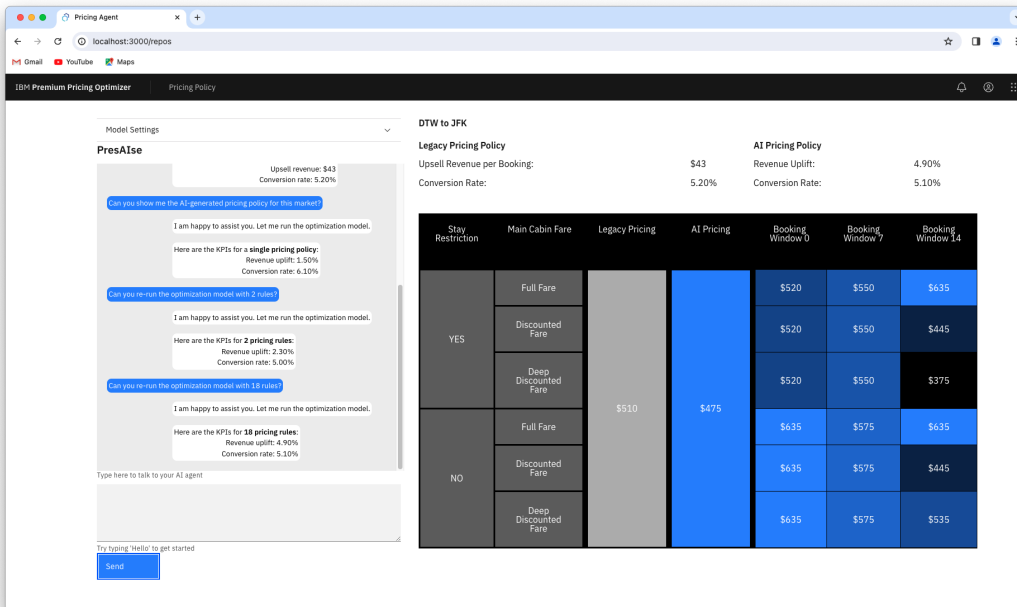 Pricing Agent
localhost:3000/repos
Gmail YouTube Maps
IBM Premium Pricing Optimizer Pricing Policy
Model Settings
PresAIse
Upsell revenue: $43
Conversion rate: 5.20%
Can you show me the AI-generated pricing policy for this market?
I am happy to assist you. Let me run the optimization model.
Here are the KPIs for a single pricing policy:
Revenue uplift: 1.50%
Conversion rate: 6.10%
Can you re-run the optimization model with 2 rules?
I am happy to assist you. Let me run the optimization model.
Here are the KPIs for 2 pricing rules:
Revenue uplift: 2.30%
Conversion rate: 5.00%
Can you re-run the optimization model with 18 rules?
I am happy to assist you. Let me run the optimization model.
Here are the KPIs for 18 pricing rules:
Revenue uplift: 4.90%
Conversion rate: 5.10%
Type here to talk to your AI agent
Try typing 'Hello' to get started
Send
DTW to JFK
Legacy Pricing Policy
Upsell Revenue per Booking: $43
Conversion Rate: 5.20%
AI Pricing Policy
Revenue Uplift: 4.90%
Conversion Rate: 5.10%
Stay Restriction Main Cabin Fare Legacy Pricing AI Pricing Booking Window 0 Booking Window 7 Booking Window 14
YES
Full Fare $520 $550 $635
Discounted Fare $520 $550 $445
Deep Discounted Fare $520 $550 $375
$510 $475
NO
Full Fare $635 $575 $635
Discounted Fare $635 $575 $445
Deep Discounted Fare $635 $575 $535